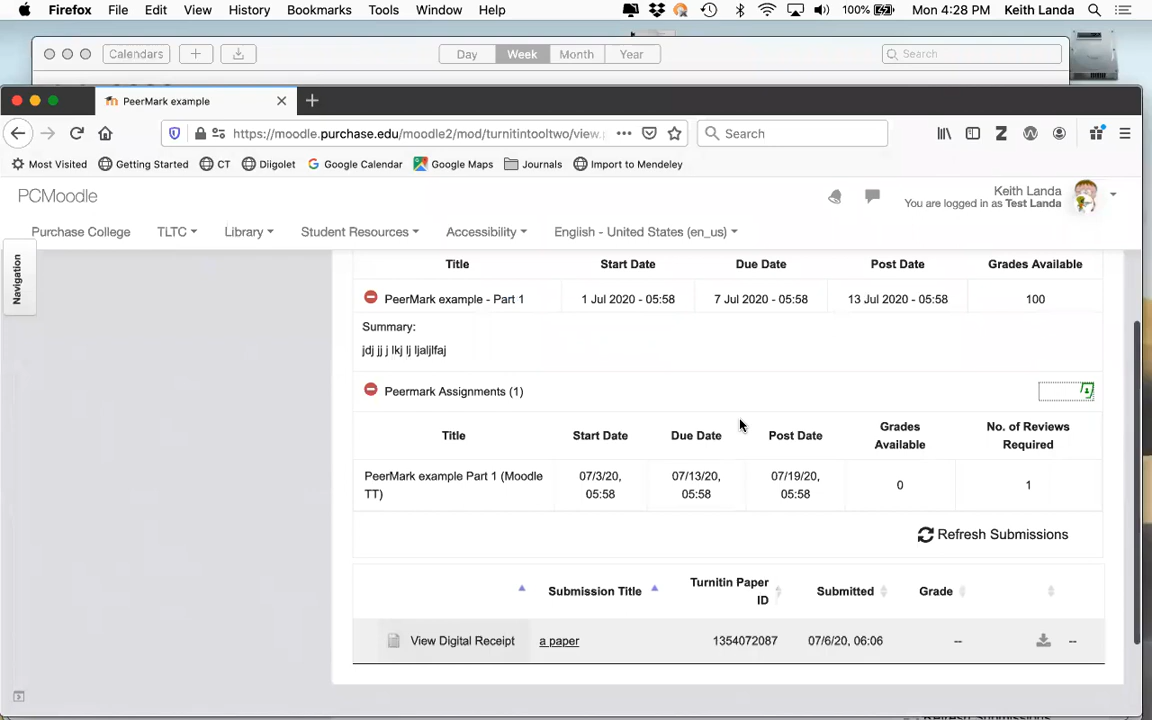 Firefox File Edit View History Bookmarks Tools Window Help 100% Mon 4:28 PM Keith Landa
Calendars + Day Week Month Year Search
PeerMark example
https://moodle.purchase.edu/moodle2/mod/turnitintooltwo/view.p Search
Most Visited Getting Started CT Diigolet Google Calendar Google Maps Journals Import to Mendeley
PCMoodle
Keith Landa
You are logged in as Test Landa
Purchase College TLTC Library Student Resources Accessibility English - United States (en_us)
Navigation
Title Start Date Due Date Post Date Grades Available
PeerMark example - Part 1 1 Jul 2020 - 05:58 7 Jul 2020 - 05:58 13 Jul 2020 - 05:58 100
Summary:
jdj jj j lkj lj ljaljlfaj
Peermark Assignments (1)
Title Start Date Due Date Post Date Grades Available No. of Reviews Required
PeerMark example Part 1 (Moodle TT) 07/3/20, 05:58 07/13/20, 05:58 07/19/20, 05:58 0 1
Refresh Submissions
Submission Title Turnitin Paper ID Submitted Grade
View Digital Receipt a paper 1354072087 07/6/20, 06:06 -- --